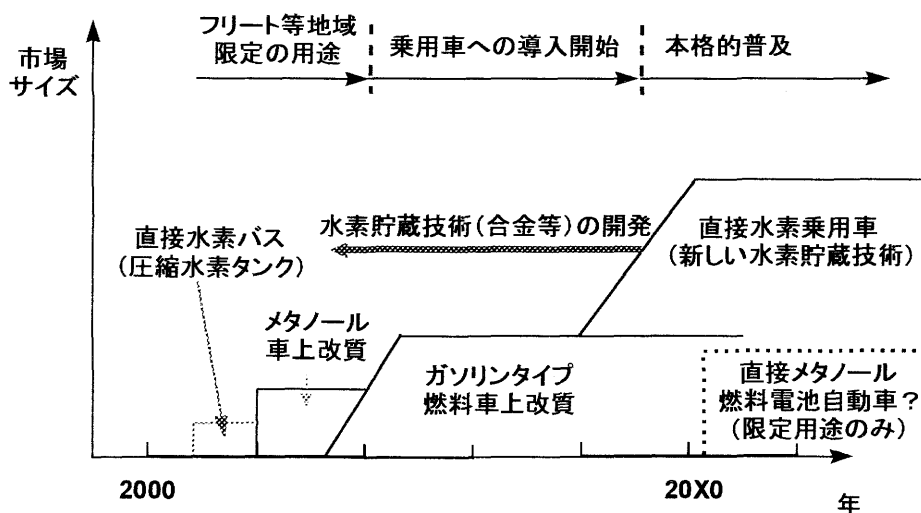 市場
サイズ
フリート等地域
限定の用途
乗用車への導入開始
本格的普及
水素貯蔵技術(合金等)の開発
直接水素バス
(圧縮水素タンク)
直接水素乗用車
(新しい水素貯蔵技術)
メタノール
車上改質
ガソリンタイプ
燃料車上改質
直接メタノール
燃料電池自動車?
(限定用途のみ)
2000
20X0
年